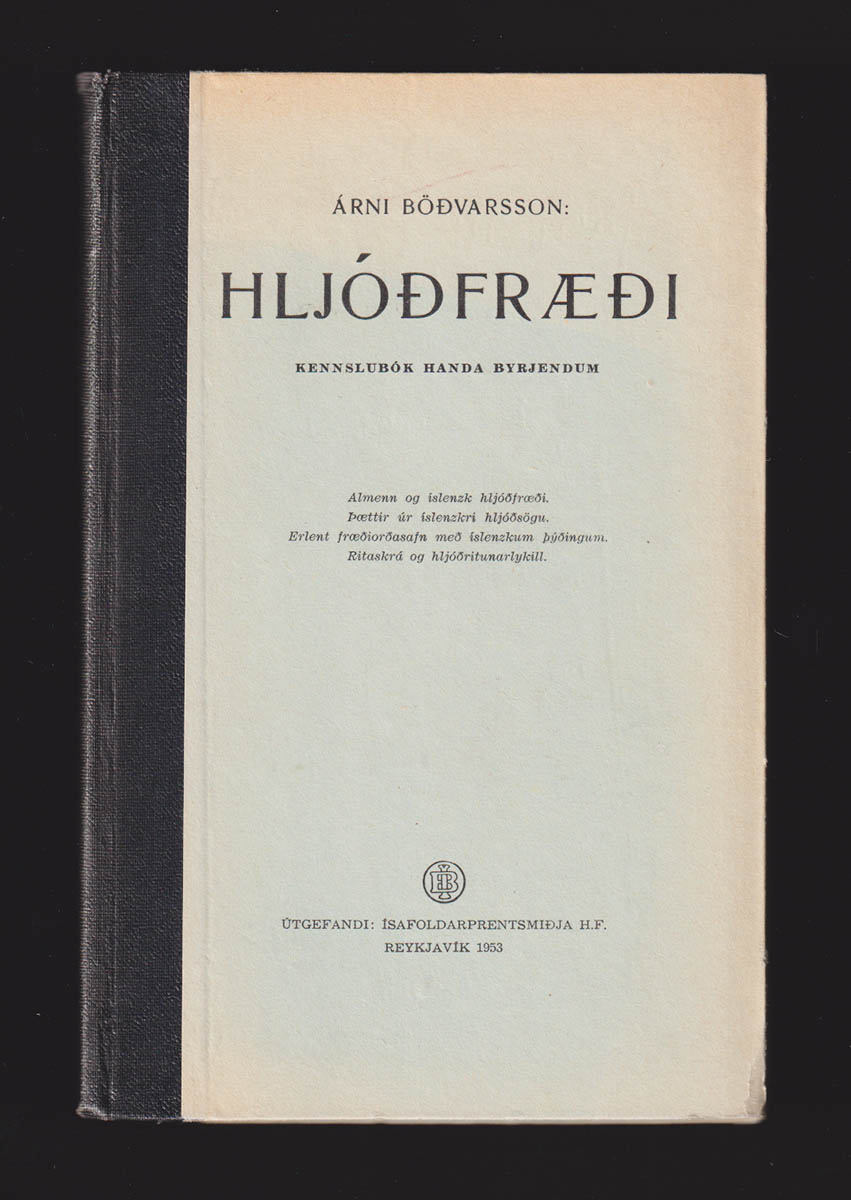 ÁRNI BÖÐVARSSON:
HLJÓÐFRÆÐI
KENNSLUBÓK HANDA BYRJENDUM
Almenn og íslenzk hljóðfræði.
Þættir úr íslenzkri hljóðsögu.
Erlent fræðiorðasafn með íslenzkum þýðingum.
Ritaskrá og hljóðritunarlykill.
ÍB
ÚTGEFANDI: ÍSAFOLDARPRENTSMIÐJA H.F.
REYKJAVÍK 1953